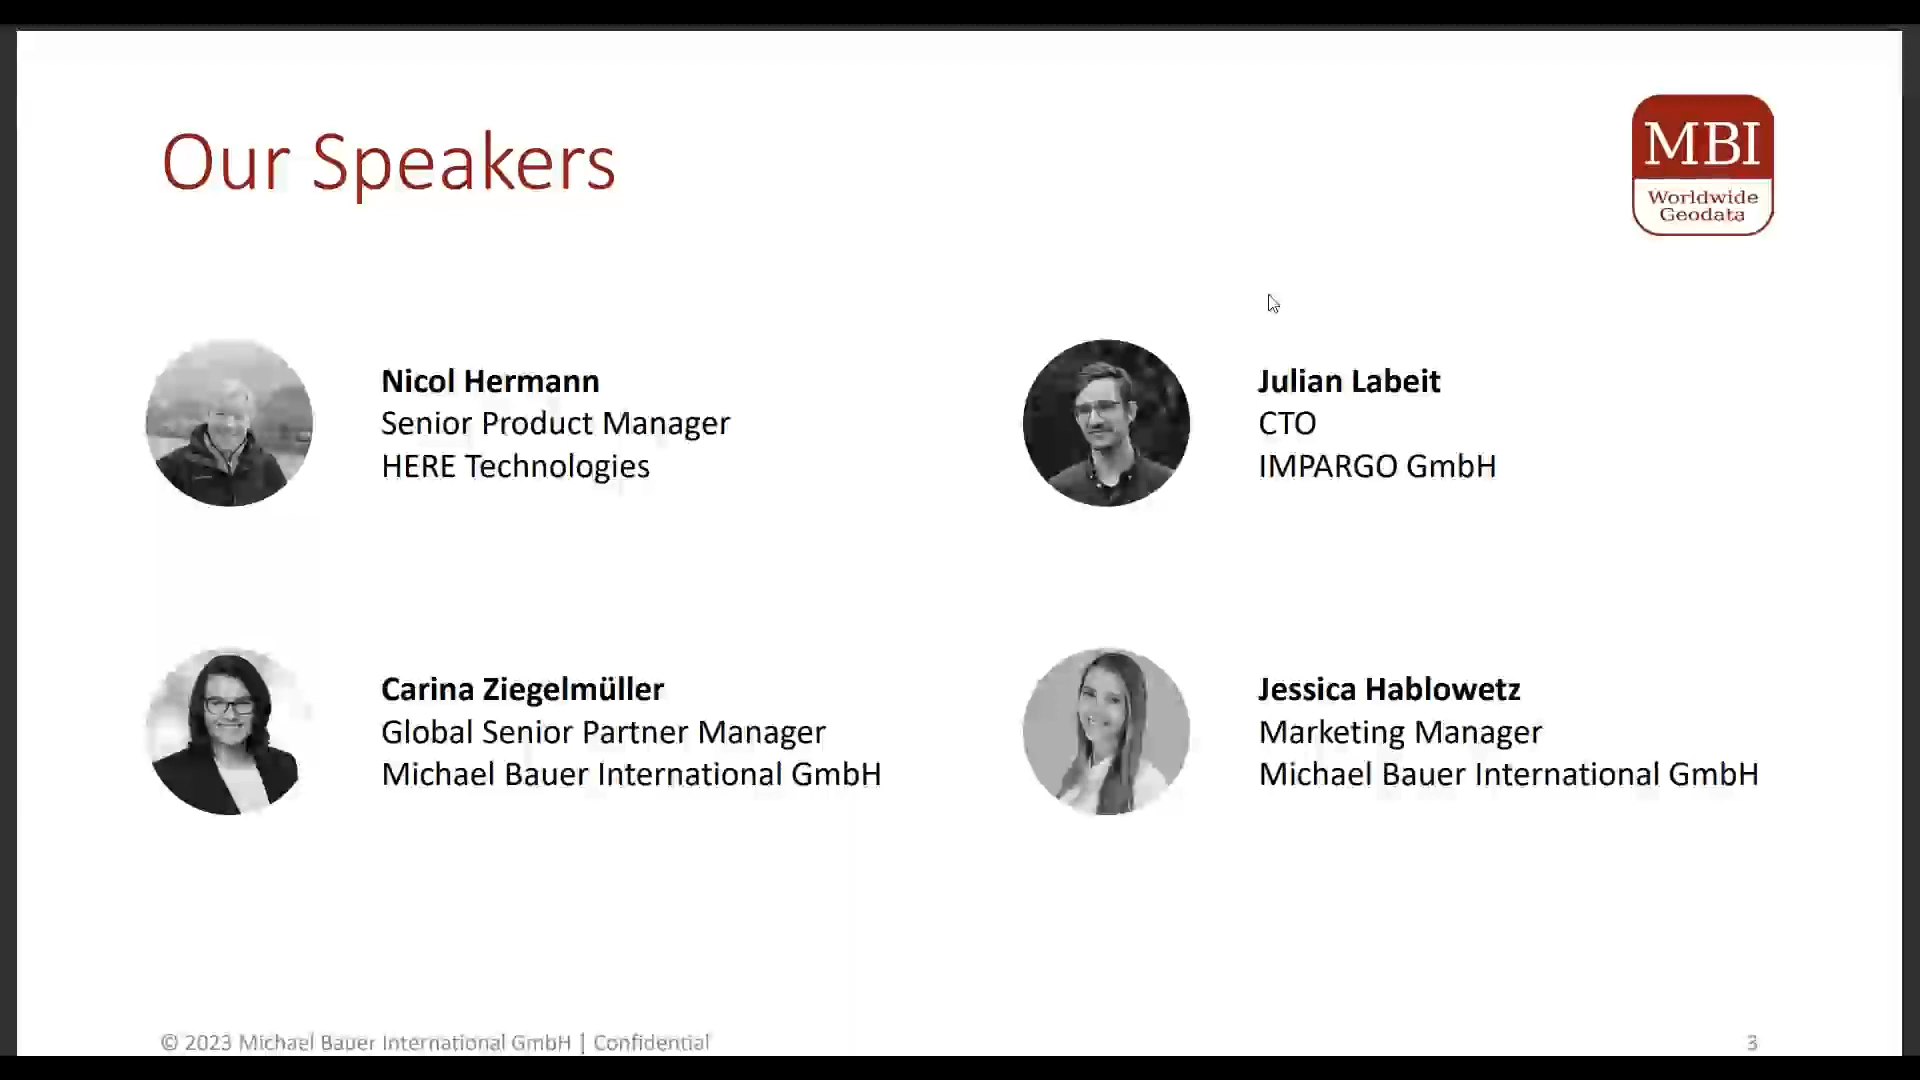 Our Speakers
MBI
Worldwide
Geodata
Nicol Hermann
Senior Product Manager
HERE Technologies
Julian Labeit
CTO
IMPARGO GmbH
Carina Ziegelmüller
Global Senior Partner Manager
Michael Bauer International GmbH
Jessica Hablowetz
Marketing Manager
Michael Bauer International GmbH
© 2023 Michael Bauer International GmbH | Confidential
3